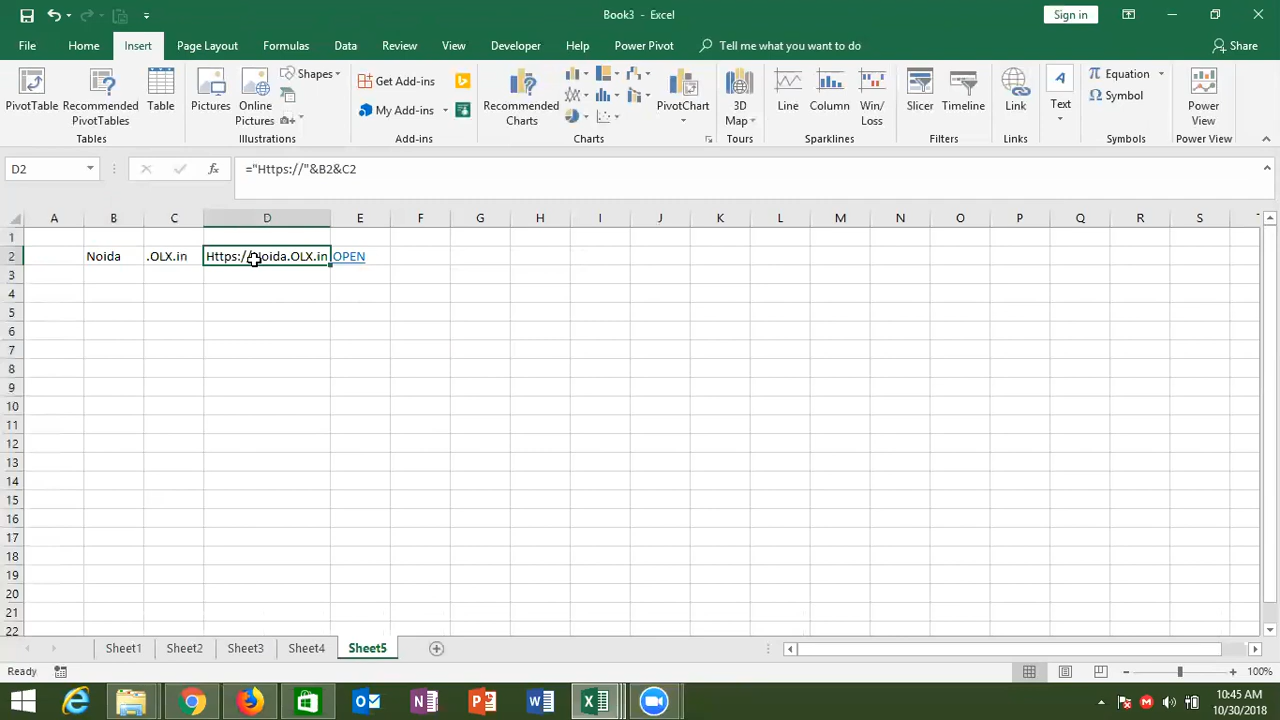 Book3 - Excel
Sign in
File Home Insert Page Layout Formulas Data Review View Developer Help Power Pivot Tell me what you want to do Share
PivotTable
Recommended PivotTables
Table
Tables
Pictures
Online Pictures
Shapes
Illustrations
Get Add-ins
My Add-ins
Add-ins
Recommended Charts
PivotChart
Charts
3D Map
Tours
Line
Column
Win/Loss
Sparklines
Slicer
Timeline
Filters
Link
Links
Text
Equation
Symbol
Symbols
Power View
Power View
D2
fx
="Https://"&B2&C2
A B C D E F G H I J K L M N O P Q R S
1
2 Noida .OLX.in Https://Noida.OLX.in OPEN
3
4
5
6
7
8
9
10
11
12
13
14
15
16
17
18
19
20
21
22
Sheet1 Sheet2 Sheet3 Sheet4 Sheet5
Ready
100%
10:45 AM
10/30/2018